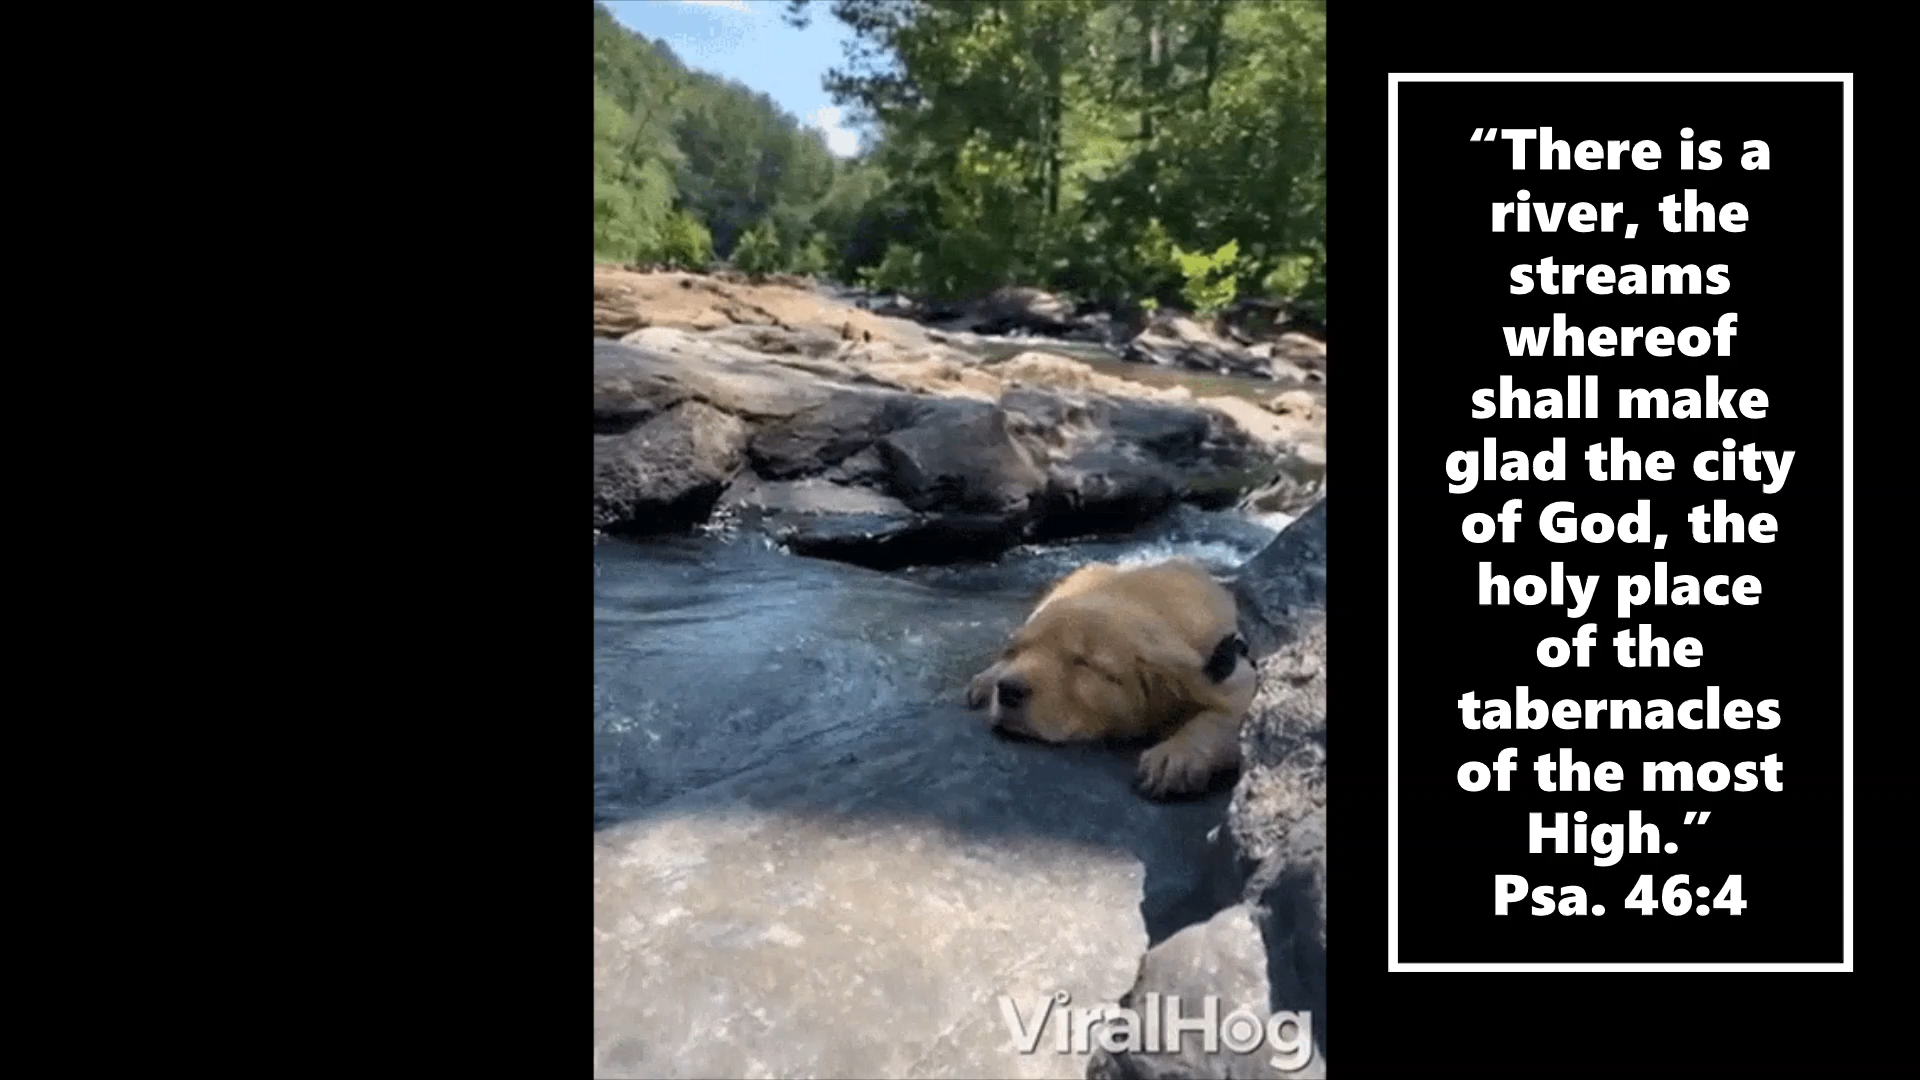 “There is a
river, the
streams
whereof
shall make
glad the city
of God, the
holy place
of the
tabernacles
of the most
High.”
Psa. 46:4
ViralHog